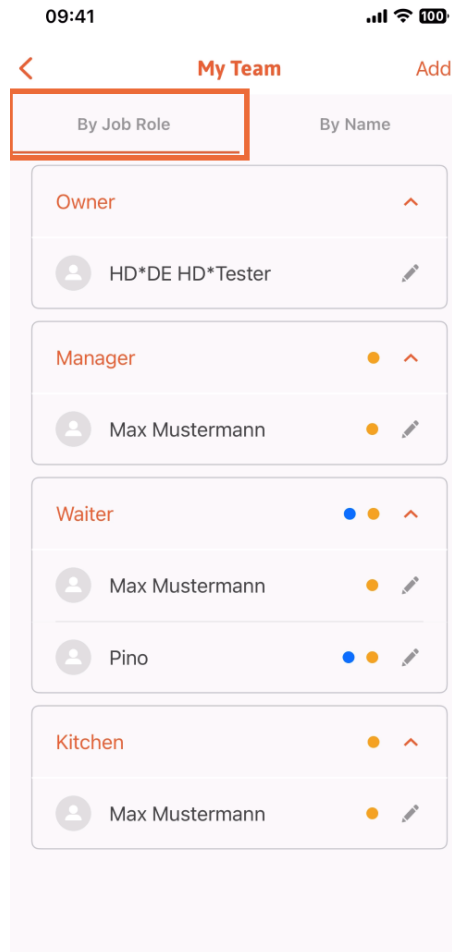 09:41 100
My Team Add
By Job Role By Name
Owner
HD*DE HD*Tester
Manager
Max Mustermann
Waiter
Max Mustermann
Pino
Kitchen
Max Mustermann